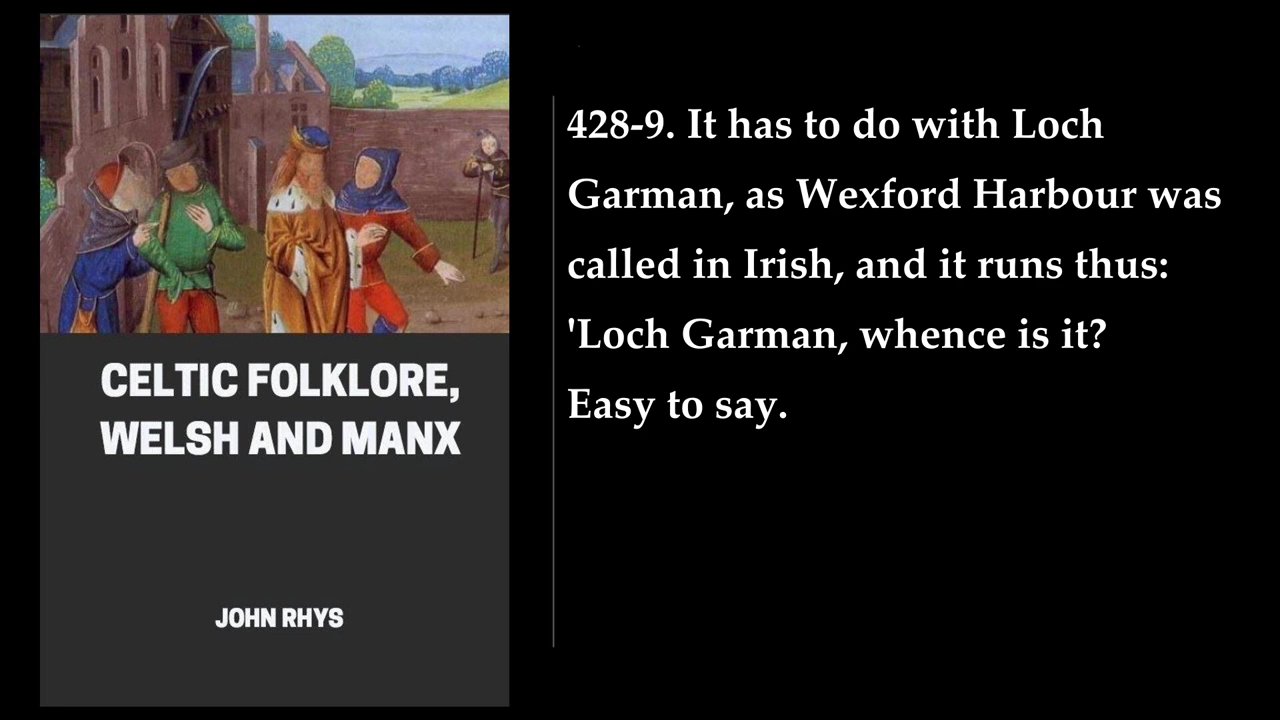 CELTIC FOLKLORE,
WELSH AND MANX
JOHN RHYS
428-9. It has to do with Loch
Garman, as Wexford Harbour was
called in Irish, and it runs thus:
'Loch Garman, whence is it?
Easy to say.